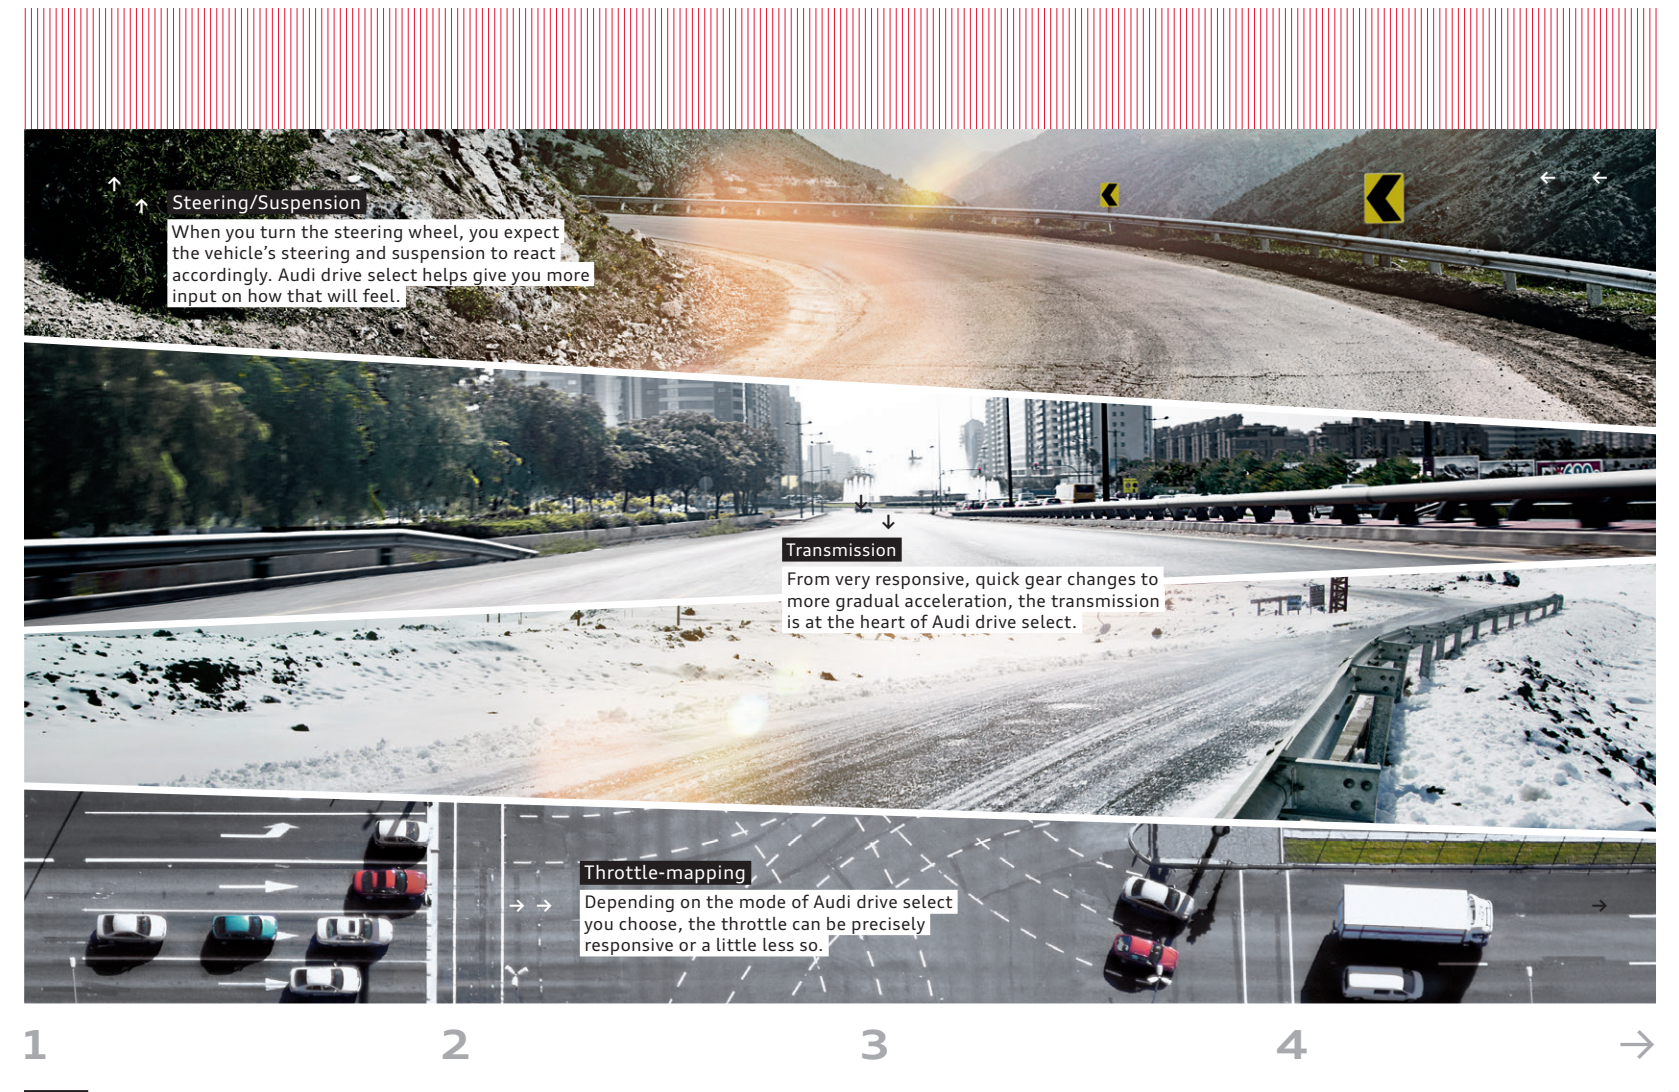 Steering/Suspension
When you turn the steering wheel, you expect
the vehicle’s steering and suspension to react
accordingly. Audi drive select helps give you more
input on how that will feel.
Transmission
From very responsive, quick gear changes to
more gradual acceleration, the transmission
is at the heart of Audi drive select.
Throttle-mapping
Depending on the mode of Audi drive select
you choose, the throttle can be precisely
responsive or a little less so.
1 2 3 4 →